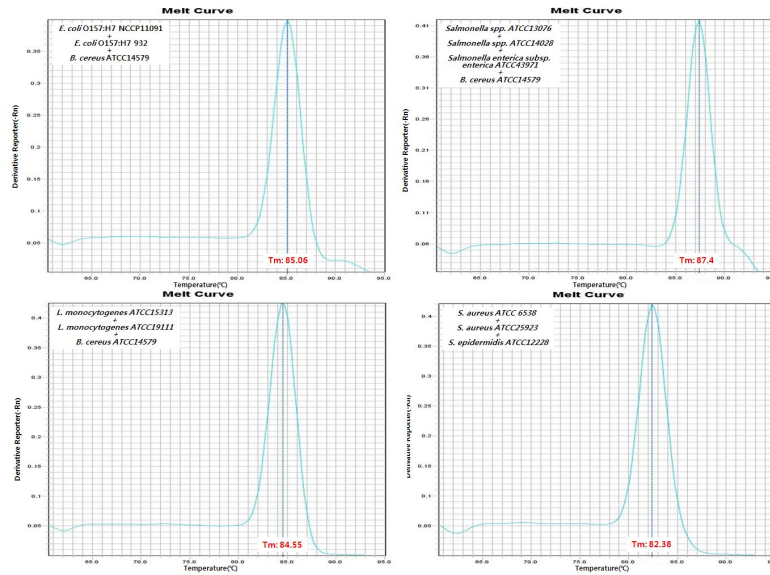 Melt Curve
E. coli O157:H7 NCCP11091
+
E. coli O157:H7 932
+
B. cereus ATCC14579
Derivative Reporter(-Rn)
0.35
0.3
0.25
0.2
0.15
0.1
0.05
Tm: 85.06
65.0 70.0 75.0 80.0 85.0 90.0 95.0
Temperature(℃)
Melt Curve
Salmonella spp. ATCC13076
+
Salmonella spp. ATCC14028
+
Salmonella enterica subsp.
enterica ATCC43971
+
B. cereus ATCC14579
Derivative Reporter(-Rn)
0.41
0.36
0.31
0.26
0.21
0.16
0.11
0.06
Tm: 87.4
65.0 70.0 75.0 80.0 85.0 90.0 95.0
Temperature(℃)
Melt Curve
L. monocytogenes ATCC15313
+
L. monocytogenes ATCC19111
+
B. cereus ATCC14579
Derivative Reporter(-Rn)
0.4
0.35
0.3
0.25
0.2
0.15
0.1
0.05
Tm: 84.55
65.0 70.0 75.0 80.0 85.0 90.0 95.0
Temperature(℃)
Melt Curve
S. aureus ATCC 6538
+
S. aureus ATCC25923
+
S. epidermidis ATCC12228
Derivative Reporter(-Rn)
0.4
0.35
0.3
0.25
0.2
0.15
0.1
0.05
Tm: 82.38
65.0 70.0 75.0 80.0 85.0 90.0 95.0
Temperature(℃)